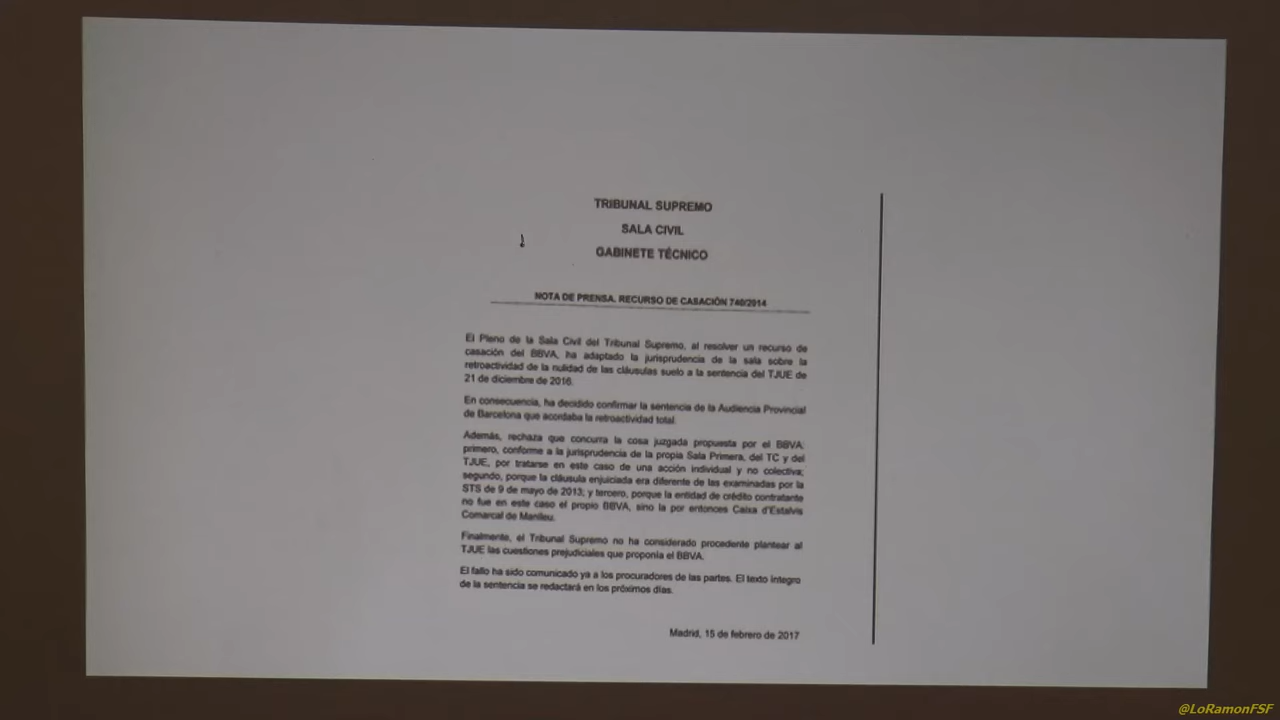 TRIBUNAL SUPREMO
SALA CIVIL
GABINETE TÉCNICO
NOTA DE PRENSA. RECURSO DE CASACIÓN 740/2014
El Pleno de la Sala Civil del Tribunal Supremo, al resolver un recurso de
casación del BBVA, ha adaptado la jurisprudencia de la sala sobre la
retroactividad de la nulidad de las cláusulas suelo a la sentencia del TJUE de
21 de diciembre de 2016.
En consecuencia, ha decidido confirmar la sentencia de la Audiencia Provincial
de Barcelona que acordaba la retroactividad total.
Además, rechaza que concurra la cosa juzgada propuesta por el BBVA:
primero, conforme a la jurisprudencia de la propia Sala Primera, del TC y del
TJUE, por tratarse en este caso de una acción individual y no colectiva;
segundo, porque la cláusula enjuiciada era diferente de las examinadas por la
STS de 9 de mayo de 2013; y tercero, porque la entidad de crédito contratante
no fue en este caso el propio BBVA, sino la por entonces Caixa d'Estalvis
Comarcal de Manlleu.
Finalmente, el Tribunal Supremo no ha considerado procedente plantear al
TJUE las cuestiones prejudiciales que proponía el BBVA.
El fallo ha sido comunicado ya a los procuradores de las partes. El texto íntegro
de la sentencia se redactará en los próximos días.
Madrid, 15 de febrero de 2017
@LoRamonFSF